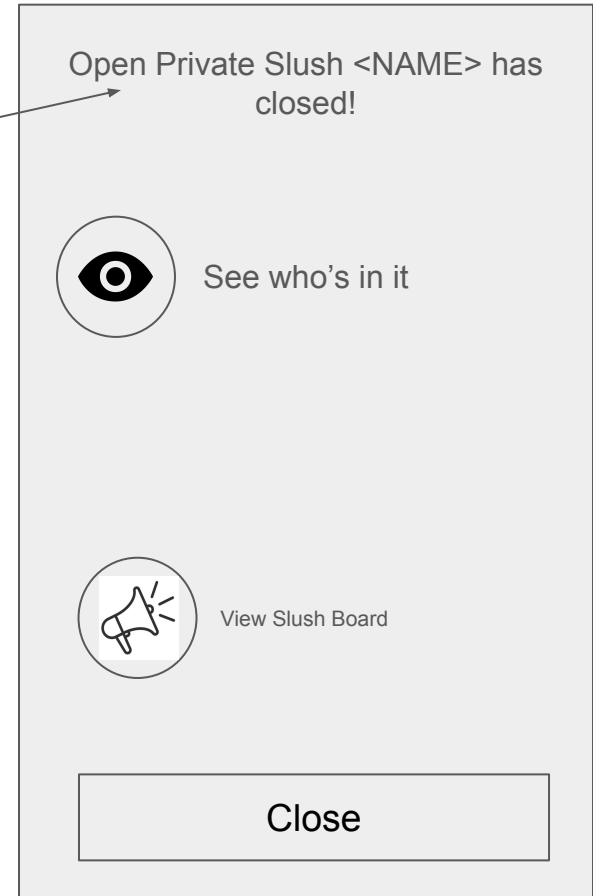 Open Private Slush <NAME> has
closed!
See who's in it
View Slush Board
Close